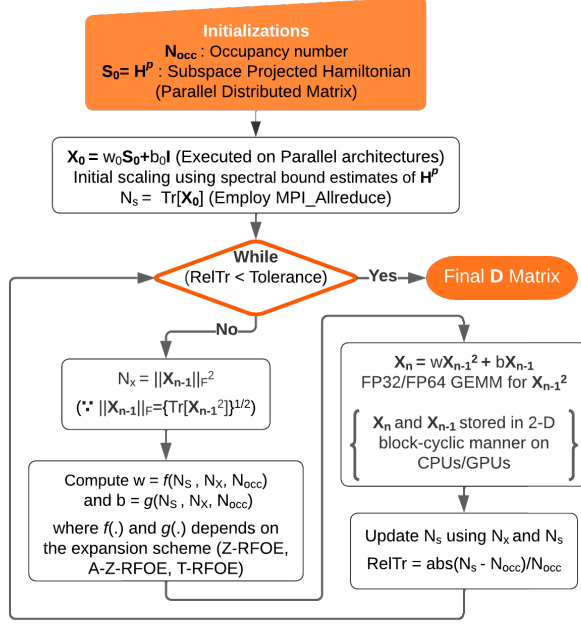 Initializations
Nocc : Occupancy number
S0= Hᵖ : Subspace Projected Hamiltonian
(Parallel Distributed Matrix)
X0 = w0S0+b0I (Executed on Parallel architectures)
Initial scaling using spectral bound estimates of Hᵖ
Ns = Tr[X0] (Employ MPI_Allreduce)
While
(RelTr < Tolerance)
Yes
Final D Matrix
No
Nx = ||Xn-1||F²
(∵ ||Xn-1||F={Tr[Xn-1²]}1/2)
Compute w = f(NS , NX, Nocc)
and b = g(NS , NX, Nocc)
where f(.) and g(.) depends on
the expansion scheme (Z-RFOE,
A-Z-RFOE, T-RFOE)
Xn = wXn-1² + bXn-1
FP32/FP64 GEMM for Xn-1²
Xn and Xn-1 stored in 2-D
block-cyclic manner on
CPUs/GPUs
Update Ns using Nx and Ns
RelTr = abs(Ns - Nocc)/Nocc